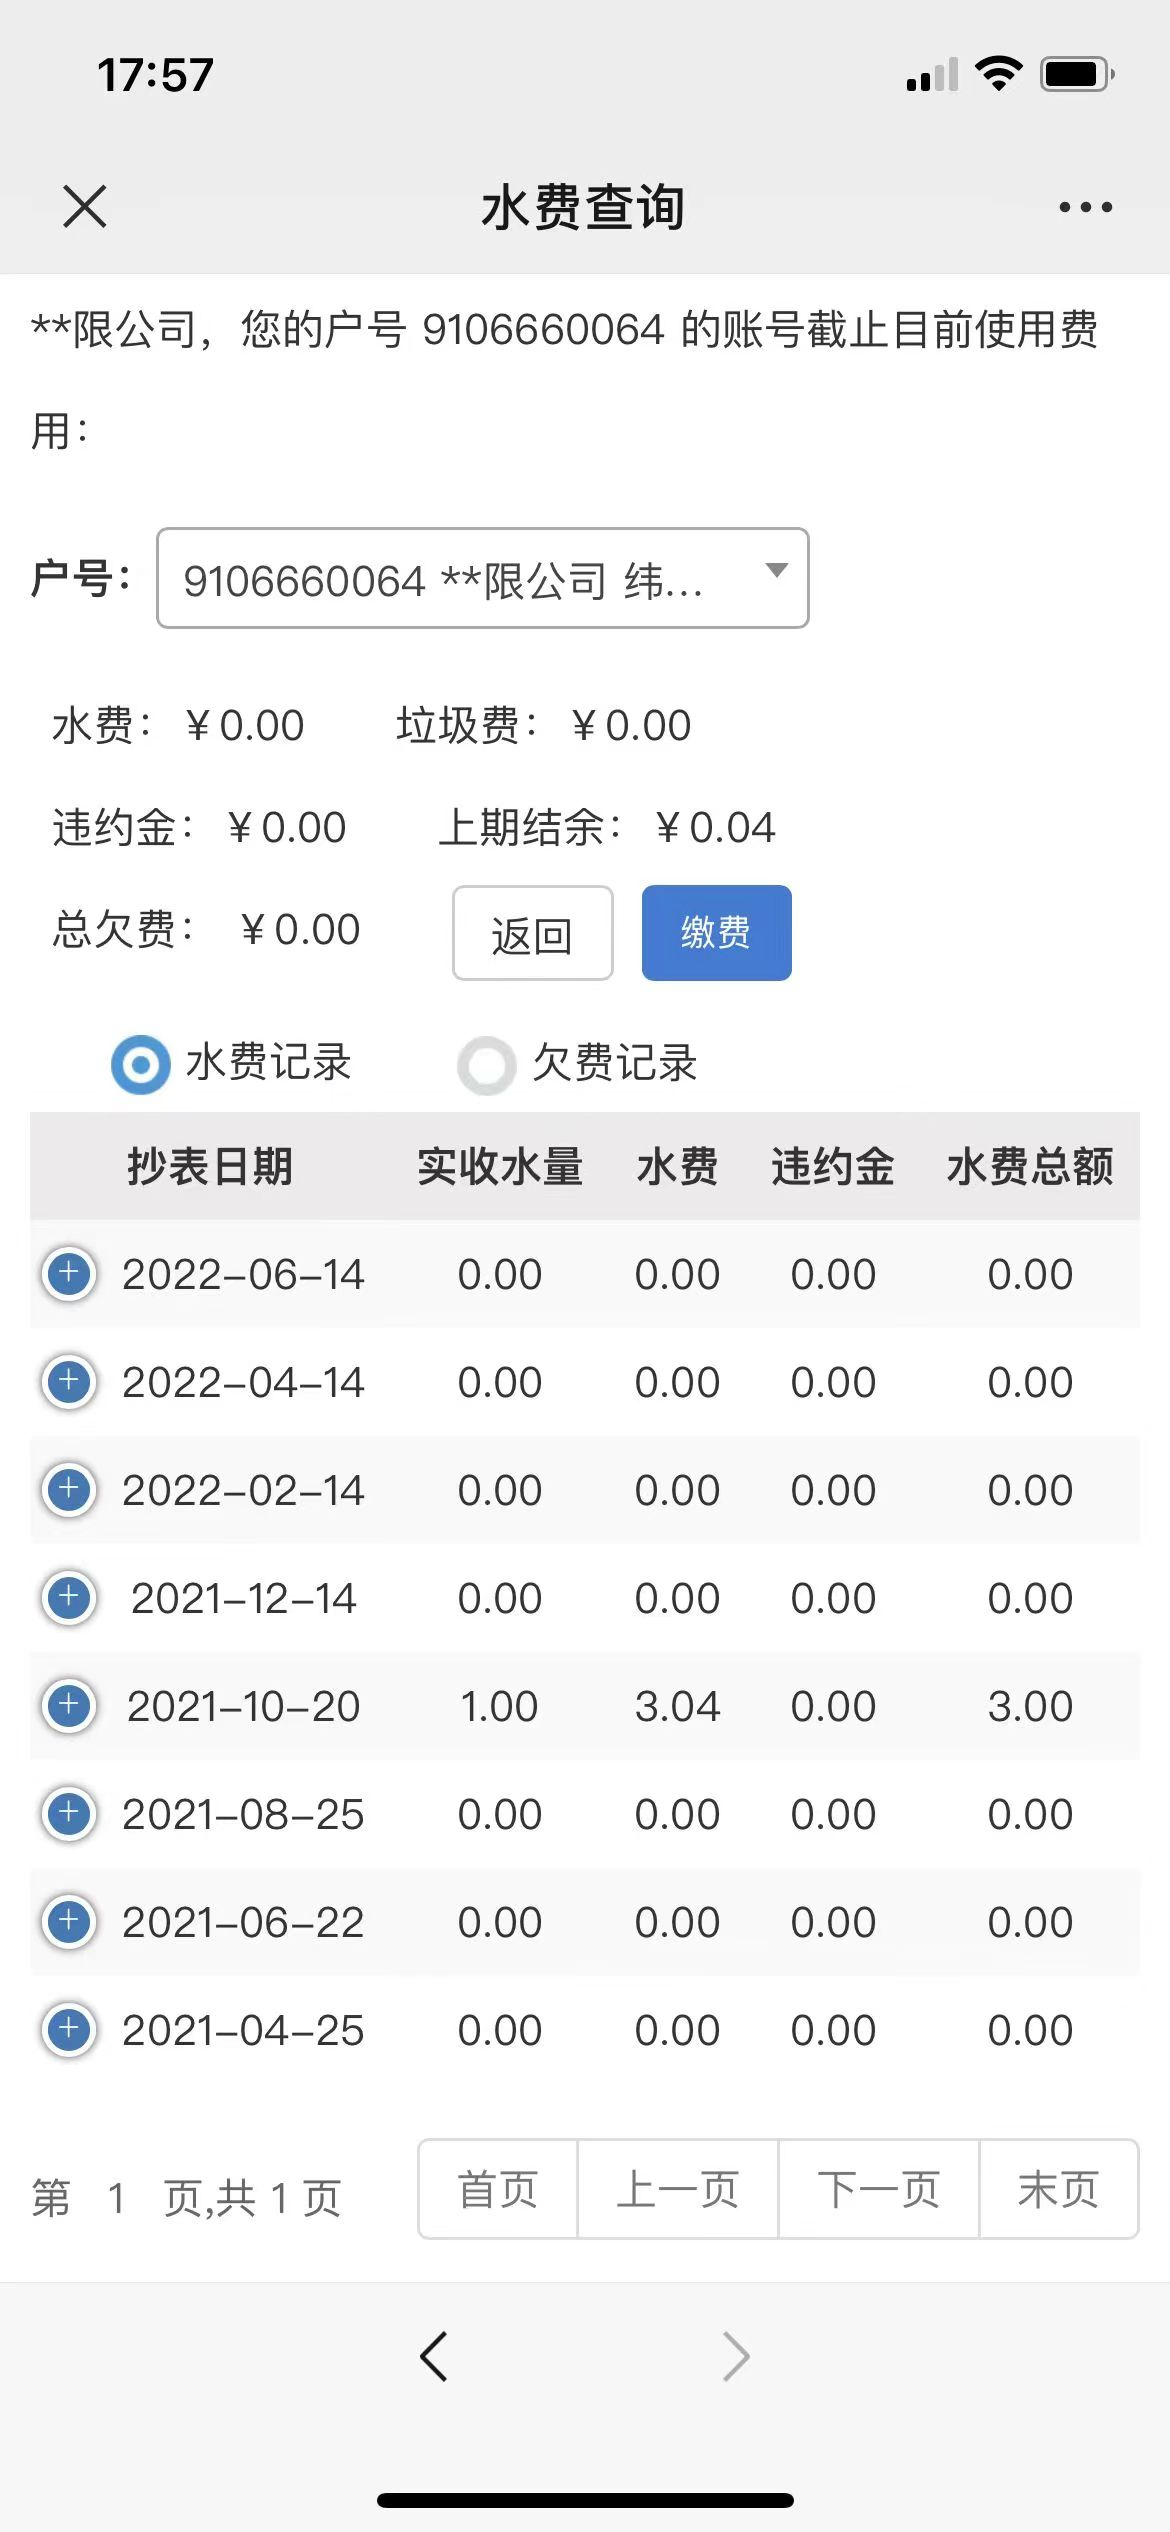 17:57
水费查询
**限公司，您的户号 9106660064 的账号截止目前使用费
用：
户号： 9106660064 **限公司 纬...
水费： ￥0.00 垃圾费： ￥0.00
违约金： ￥0.00 上期结余： ￥0.04
总欠费： ￥0.00 返回 缴费
水费记录 欠费记录
抄表日期 实收水量 水费 违约金 水费总额
2022-06-14 0.00 0.00 0.00 0.00
2022-04-14 0.00 0.00 0.00 0.00
2022-02-14 0.00 0.00 0.00 0.00
2021-12-14 0.00 0.00 0.00 0.00
2021-10-20 1.00 3.04 0.00 3.00
2021-08-25 0.00 0.00 0.00 0.00
2021-06-22 0.00 0.00 0.00 0.00
2021-04-25 0.00 0.00 0.00 0.00
第 1 页,共 1 页 首页 上一页 下一页 末页